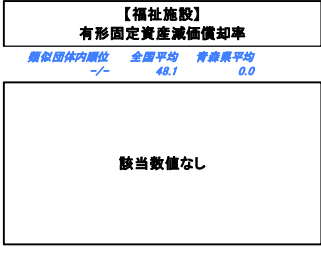 【福祉施設】
有形固定資産減価償却率
類似団体内順位 全国平均 青森県平均
-/- 48.1 0.0
該当数値なし